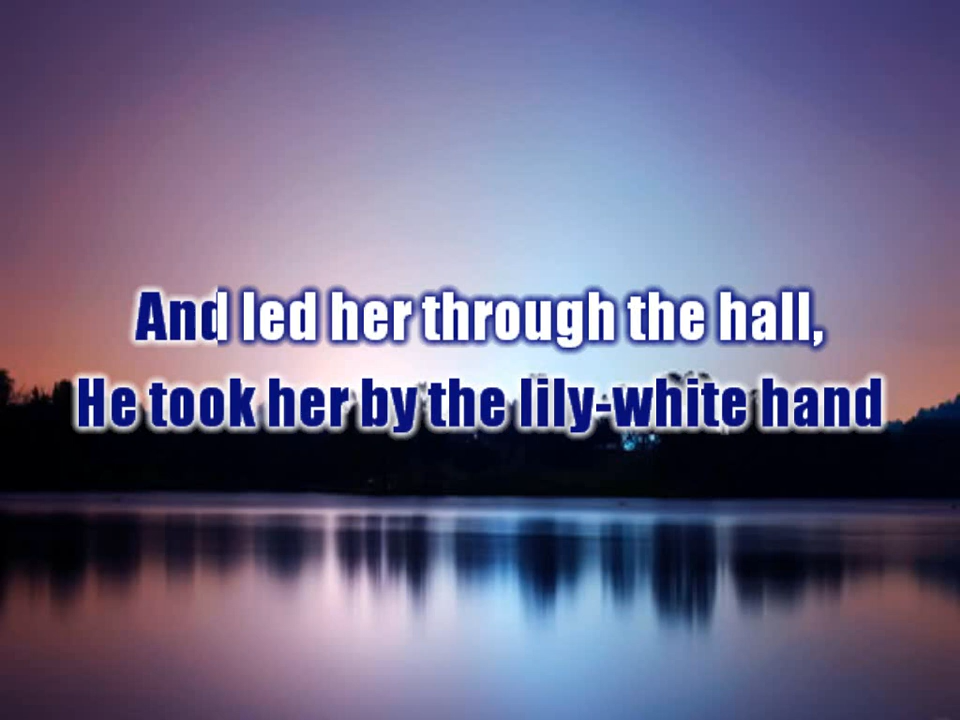 And led her through the hall,
He took her by the lily-white hand